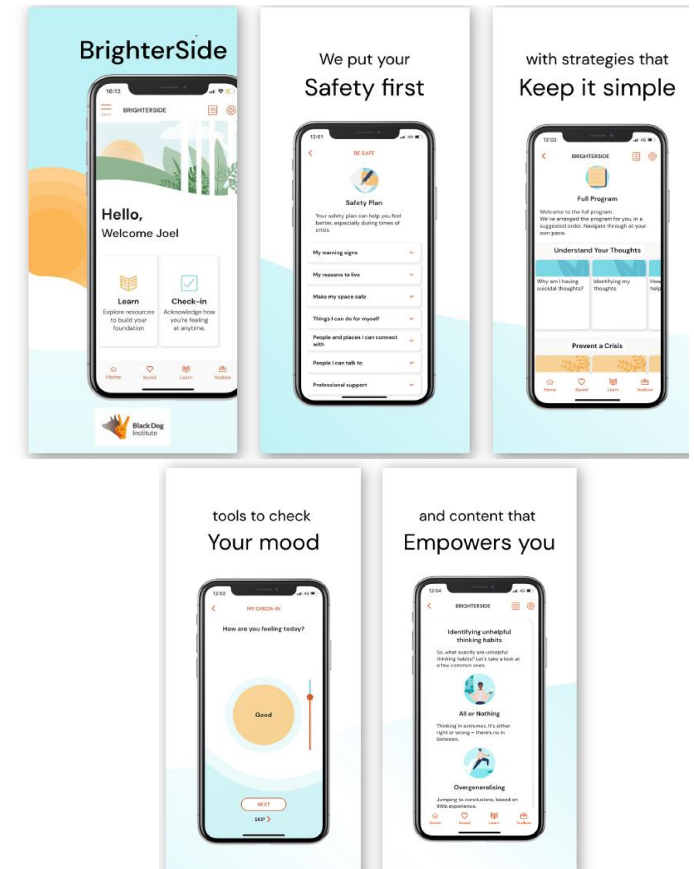 BrighterSide
10:12
MENU
BRIGHTERSIDE
Hello,
Welcome Joel
Learn
Explore resources
to build your
foundation
Check-in
Acknowledge how
you're feeling
at anytime.
Home
Saved
Learn
Toolbox
Black Dog
Institute
We put your
Safety first
12:01
4G
BE SAFE
Safety Plan
Your safety plan can help you feel
better, especially during times of
crisis.
My warning signs
My reasons to live
Make my space safe
Things I can do for myself
People and places I can connect
with
People I can talk to
Professional support
with strategies that
Keep it simple
12:02
4G
BRIGHTERSIDE
Full Program
Welcome to the full program.
We've arranged the program for you, in a
suggested order. Navigate through at your
own pace.
Understand Your Thoughts
Why am I having
suicidal thoughts?
Identifying my
thoughts
How
help
Prevent a Crisis
Home
Saved
Learn
Toolbox
tools to check
Your mood
12:02
4G
MY CHECK-IN
How are you feeling today?
Good
NEXT
SKIP
and content that
Empowers you
12:04
4G
BRIGHTERSIDE
Identifying unhelpful
thinking habits
So, what exactly are unhelpful
thinking habits? Let's take a look at
a few common ones.
All or Nothing
Thinking in extremes. It's either
right or wrong – there's no in
between.
Overgeneralising
Jumping to conclusions, based on
little experience.
Home
Saved
Learn
Toolbox